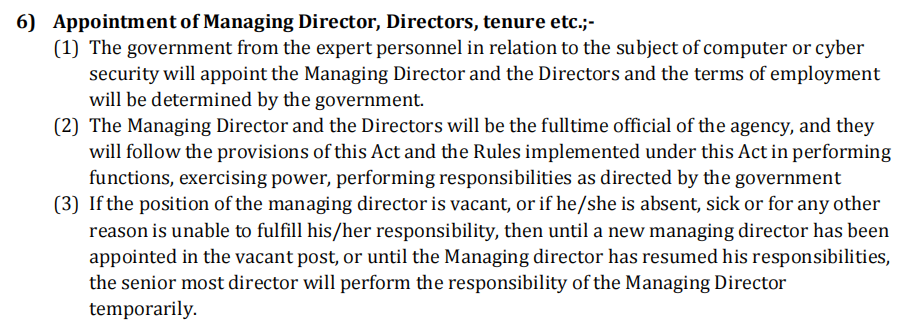 6) Appointment of Managing Director, Directors, tenure etc.;-
(1) The government from the expert personnel in relation to the subject of computer or cyber
security will appoint the Managing Director and the Directors and the terms of employment
will be determined by the government.
(2) The Managing Director and the Directors will be the fulltime official of the agency, and they
will follow the provisions of this Act and the Rules implemented under this Act in performing
functions, exercising power, performing responsibilities as directed by the government
(3) If the position of the managing director is vacant, or if he/she is absent, sick or for any other
reason is unable to fulfill his/her responsibility, then until a new managing director has been
appointed in the vacant post, or until the Managing director has resumed his responsibilities,
the senior most director will perform the responsibility of the Managing Director
temporarily.